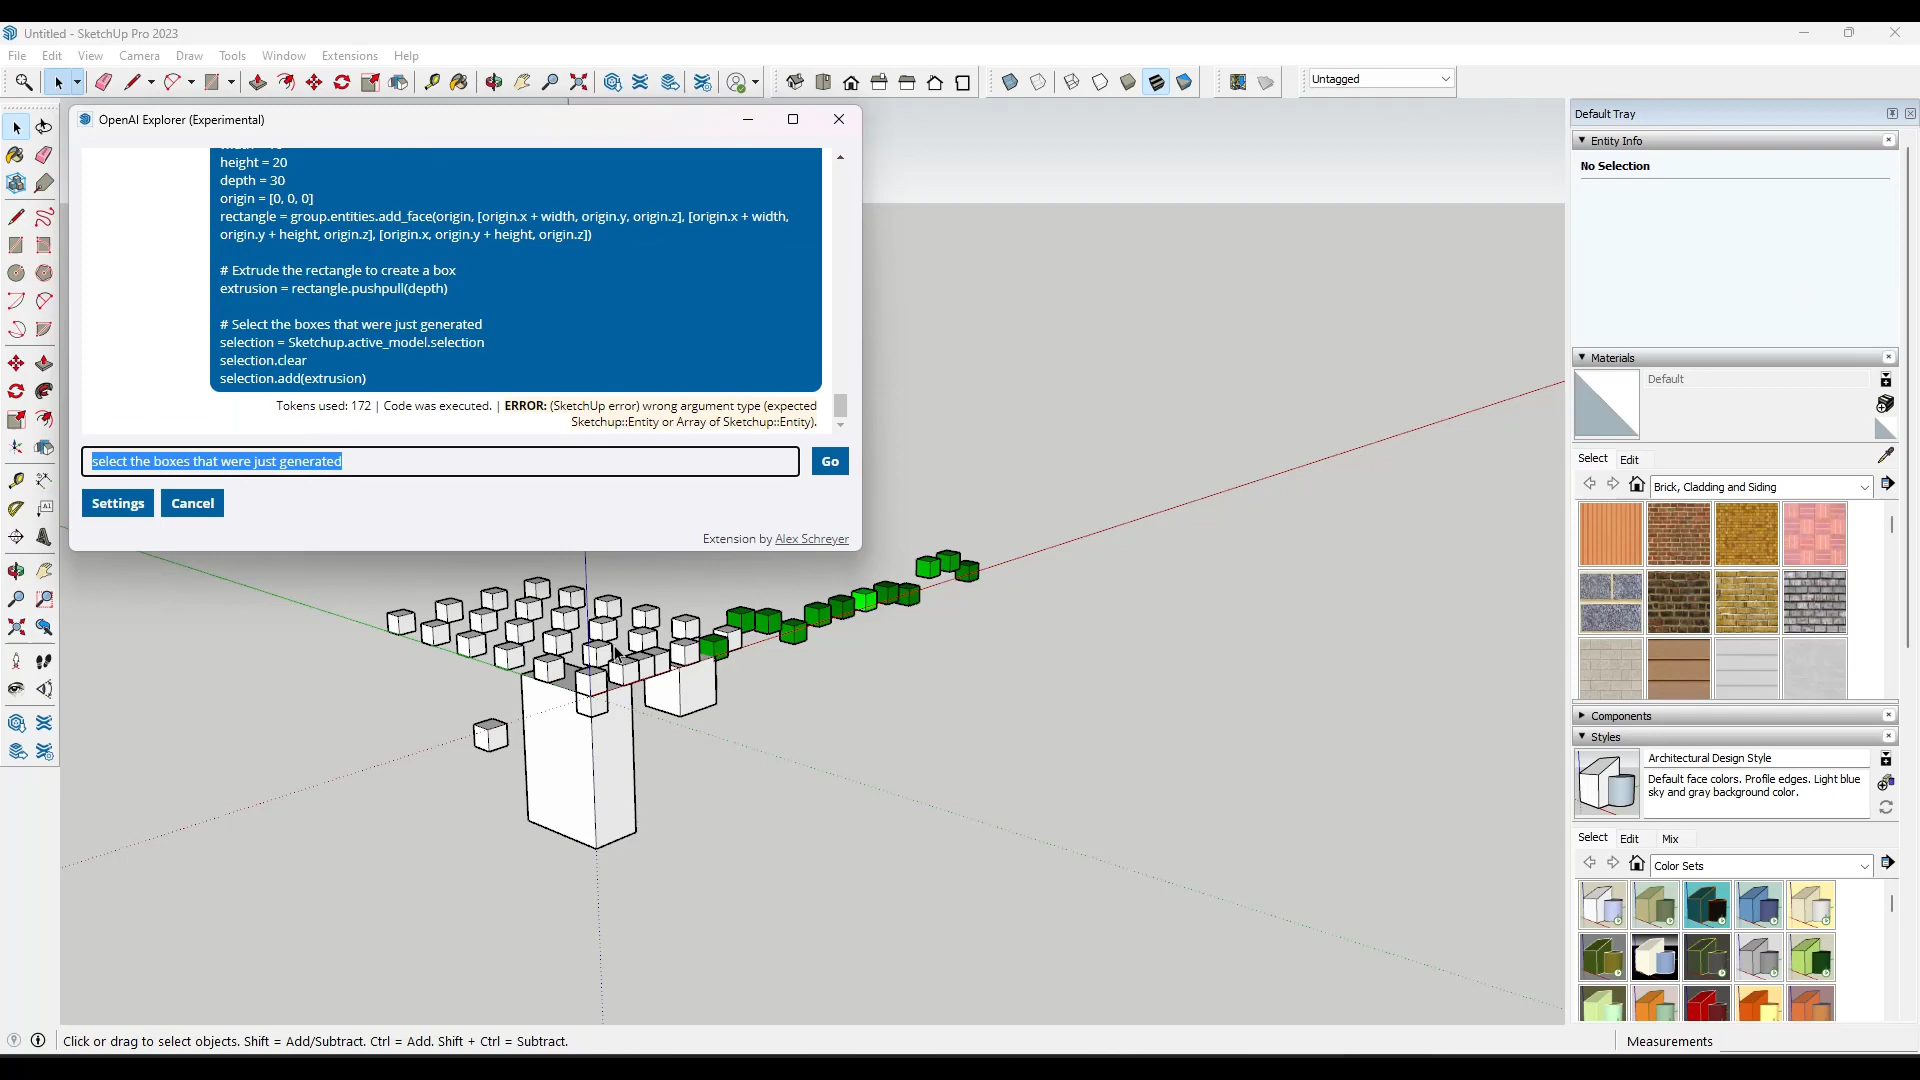 Untitled - SketchUp Pro 2023
File Edit View Camera Draw Tools Window Extensions Help
Untagged
OpenAI Explorer (Experimental)
height = 20
depth = 30
origin = [0, 0, 0]
rectangle = group.entities.add_face(origin, [origin.x + width, origin.y, origin.z], [origin.x + width,
origin.y + height, origin.z], [origin.x, origin.y + height, origin.z])
# Extrude the rectangle to create a box
extrusion = rectangle.pushpull(depth)
# Select the boxes that were just generated
selection = Sketchup.active_model.selection
selection.clear
selection.add(extrusion)
Tokens used: 172 | Code was executed. | ERROR: (SketchUp error) wrong argument type (expected
Sketchup::Entity or Array of Sketchup::Entity).
select the boxes that were just generated
Go
Settings Cancel
Extension by Alex Schreyer
Default Tray
Entity Info
No Selection
Materials
Default
Select Edit
Brick, Cladding and Siding
Components
Styles
Architectural Design Style
Default face colors. Profile edges. Light blue
sky and gray background color.
Select Edit Mix
Color Sets
Click or drag to select objects. Shift = Add/Subtract. Ctrl = Add. Shift + Ctrl = Subtract.
Measurements